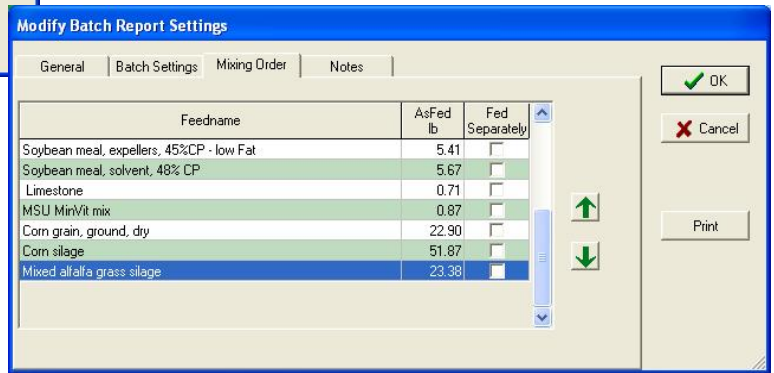 Modify Batch Report Settings
General Batch Settings Mixing Order Notes
OK
Cancel
Print
Feedname AsFed lb Fed Separately
Soybean meal, expellers, 45%CP - low Fat 5.41
Soybean meal, solvent, 48% CP 5.67
Limestone 0.71
MSU MinVit mix 0.87
Corn grain, ground, dry 22.90
Corn silage 51.87
Mixed alfalfa grass silage 23.38